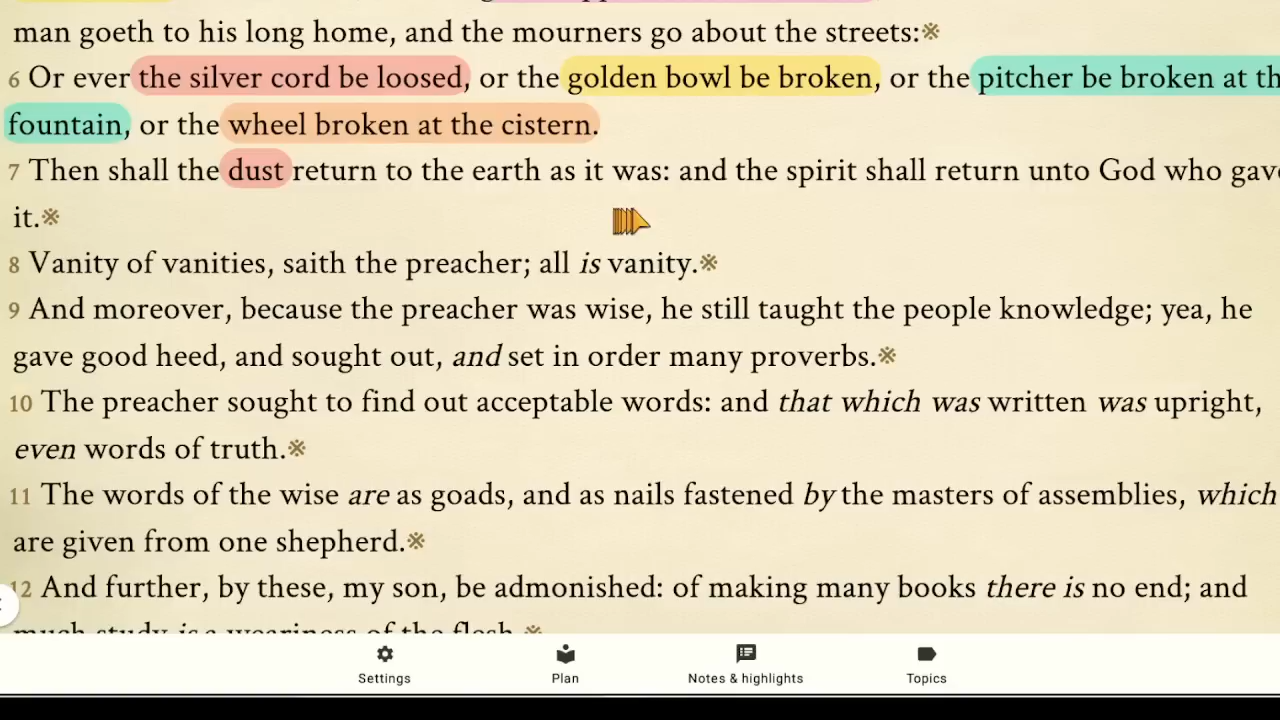 man goeth to his long home, and the mourners go about the streets:※
6 Or ever the silver cord be loosed, or the golden bowl be broken, or the pitcher be broken at
fountain, or the wheel broken at the cistern.
7 Then shall the dust return to the earth as it was: and the spirit shall return unto God who
it.※
8 Vanity of vanities, saith the preacher; all is vanity.※
9 And moreover, because the preacher was wise, he still taught the people knowledge; yea, he
gave good heed, and sought out, and set in order many proverbs.※
10 The preacher sought to find out acceptable words: and that which was written was upright,
even words of truth.※
11 The words of the wise are as goads, and as nails fastened by the masters of assemblies, which
are given from one shepherd.※
12 And further, by these, my son, be admonished: of making many books there is no end; and
much study is a weariness of the flesh.※
Settings Plan Notes & highlights Topics